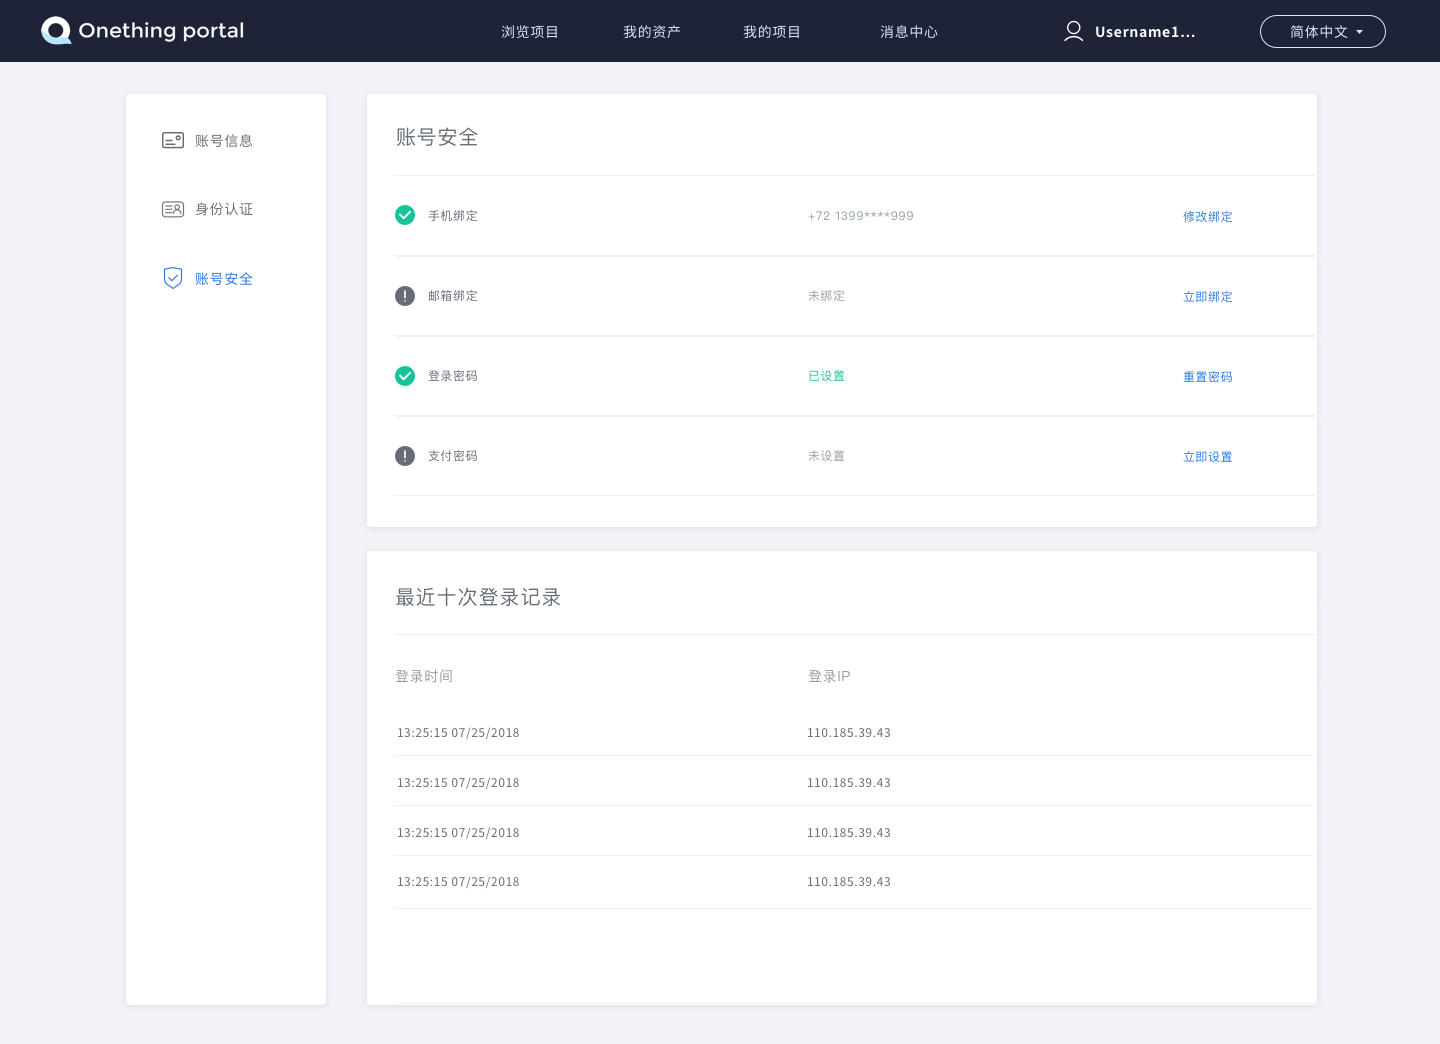 Onething portal
浏览项目
我的资产
我的项目
消息中心
Username1...
简体中文
账号信息
身份认证
账号安全
账号安全
手机绑定
+72 1399****999
修改绑定
邮箱绑定
未绑定
立即绑定
登录密码
已设置
重置密码
支付密码
未设置
立即设置
最近十次登录记录
登录时间
登录IP
13:25:15 07/25/2018
110.185.39.43
13:25:15 07/25/2018
110.185.39.43
13:25:15 07/25/2018
110.185.39.43
13:25:15 07/25/2018
110.185.39.43